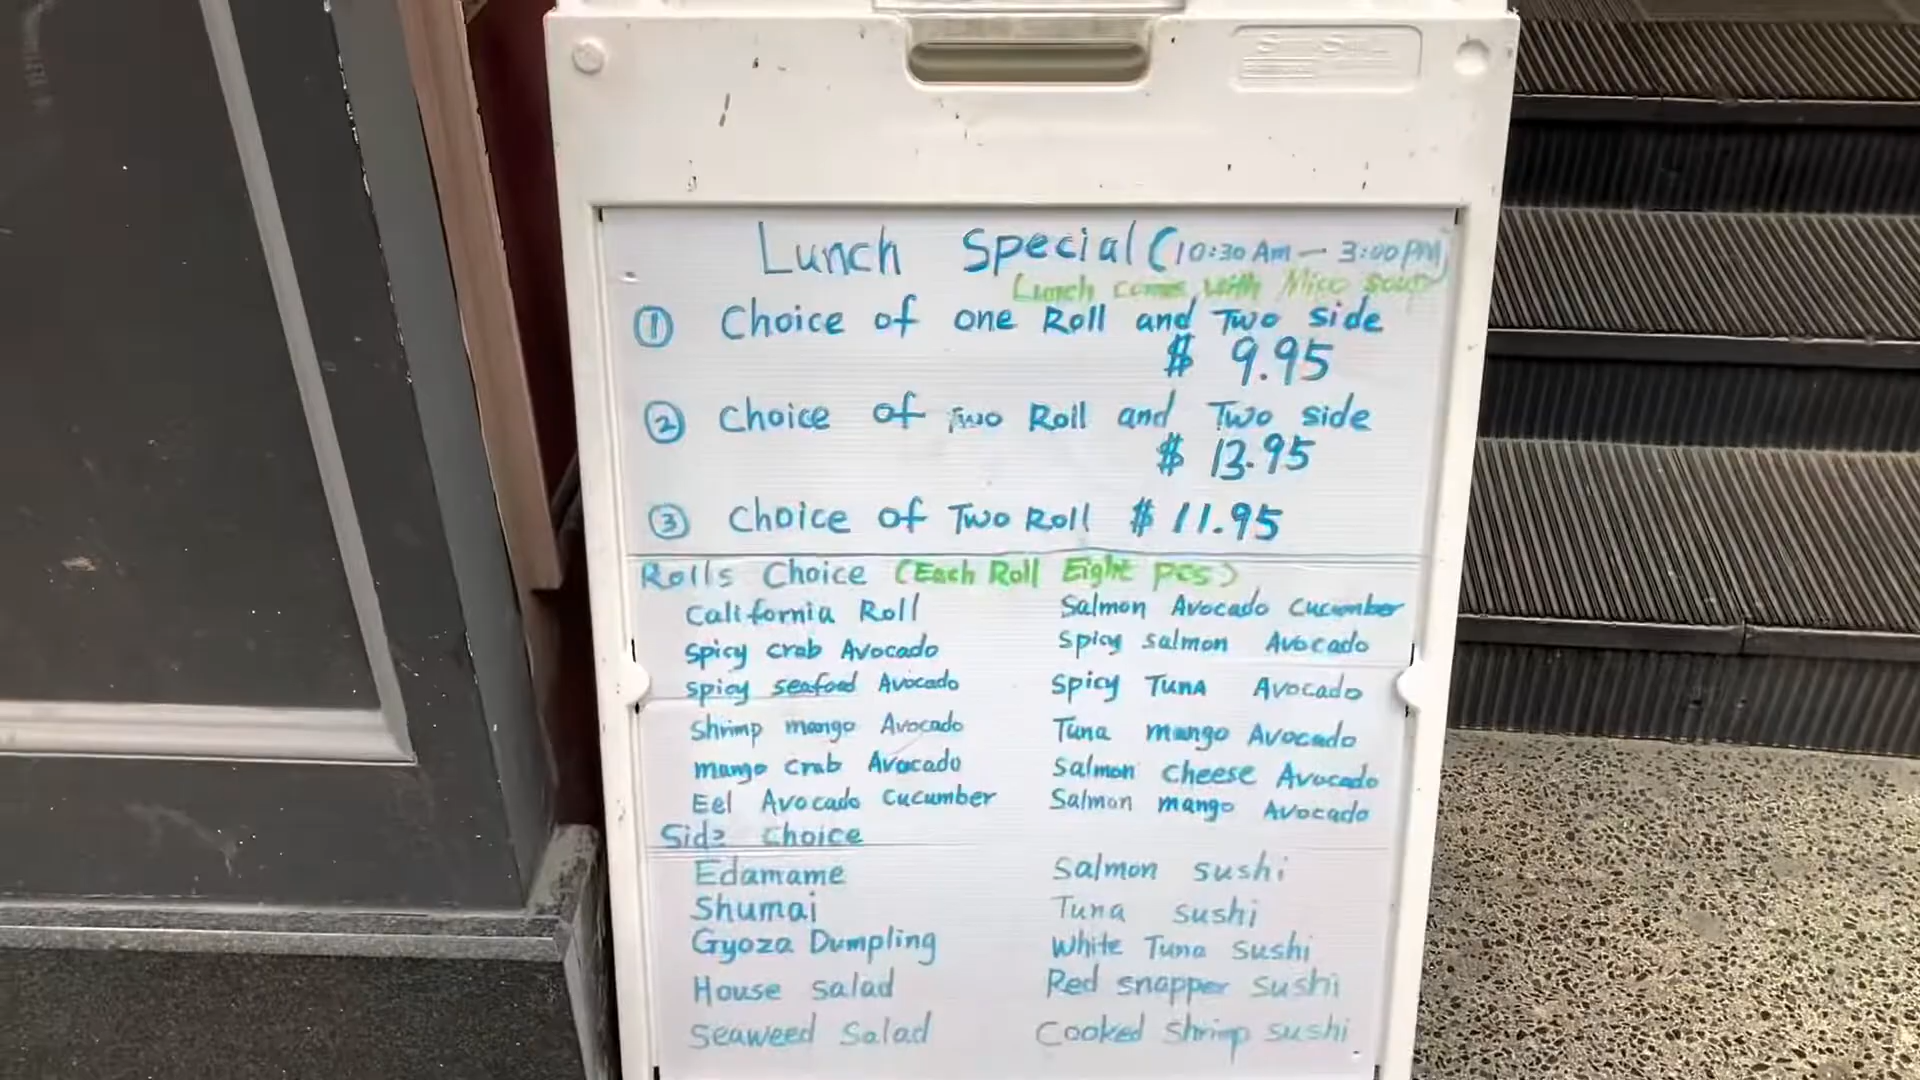 Lunch Special (10:30 Am — 3:00 PM)
Lunch comes with Mico soup
① Choice of one Roll and Two side
$ 9.95
② Choice of Two Roll and Two side
$ 13.95
③ Choice of Two Roll $ 11.95
Rolls Choice (Each Roll Eight pcs)
California Roll
Spicy crab Avocado
Spicy seafood Avocado
Shrimp mango Avocado
mango crab Avocado
Eel Avocado Cucumber
Salmon Avocado Cucumber
Spicy salmon Avocado
Spicy Tuna Avocado
Tuna mango Avocado
Salmon cheese Avocado
Salmon mango Avocado
Side choice
Edamame
Shumai
Gyoza Dumpling
House salad
Seaweed Salad
Salmon sushi
Tuna sushi
White Tuna sushi
Red snapper sushi
Cooked Shrimp sushi